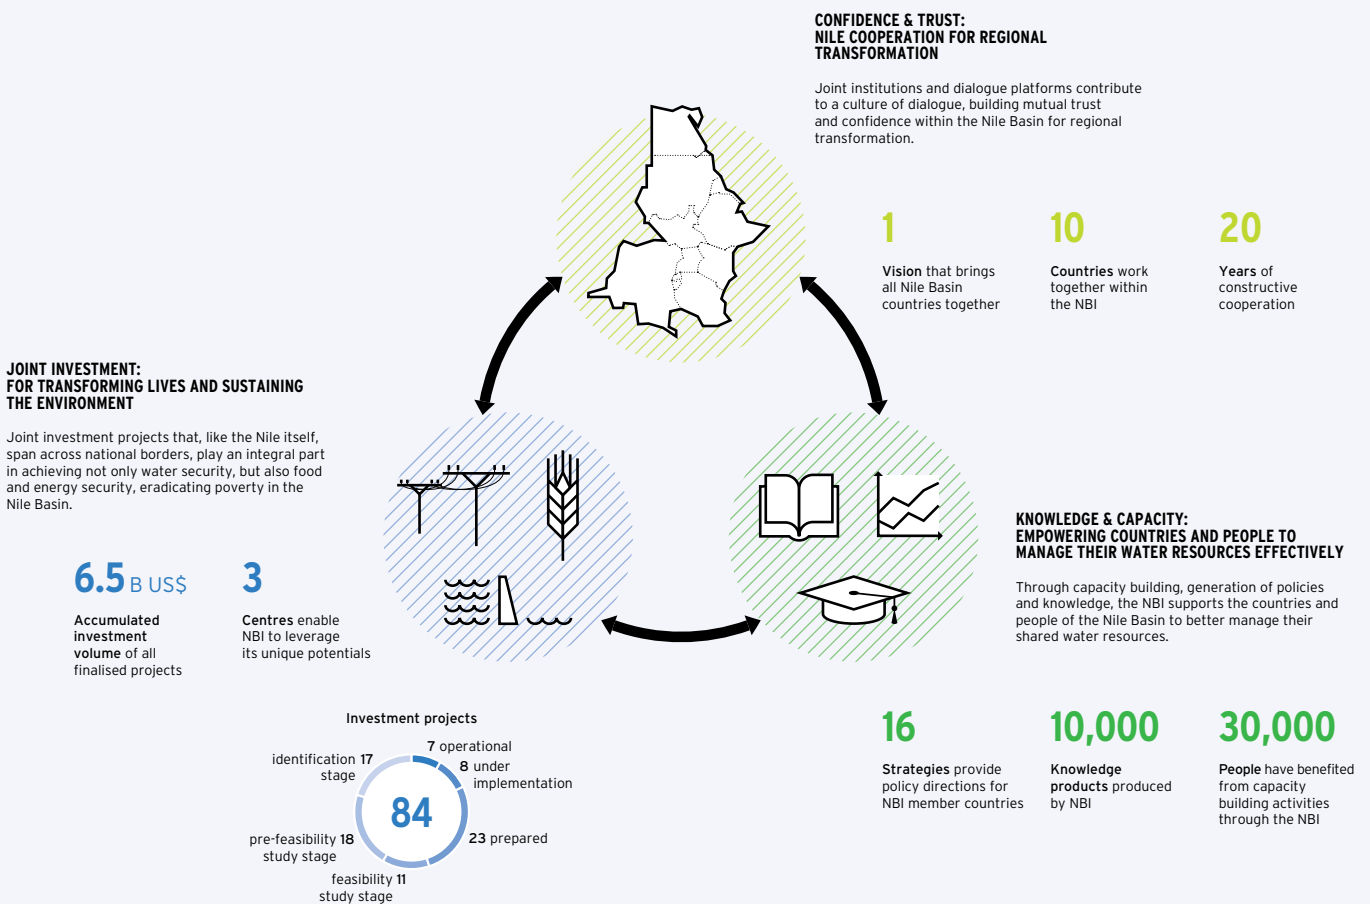 CONFIDENCE & TRUST:
NILE COOPERATION FOR REGIONAL
TRANSFORMATION
Joint institutions and dialogue platforms contribute
to a culture of dialogue, building mutual trust
and confidence within the Nile Basin for regional
transformation.
1
Vision that brings
all Nile Basin
countries together
10
Countries work
together within
the NBI
20
Years of
constructive
cooperation
JOINT INVESTMENT:
FOR TRANSFORMING LIVES AND SUSTAINING
THE ENVIRONMENT
Joint investment projects that, like the Nile itself,
span across national borders, play an integral part
in achieving not only water security, but also food
and energy security, eradicating poverty in the
Nile Basin.
6.5 B US$
Accumulated
investment
volume of all
finalised projects
3
Centres enable
NBI to leverage
its unique potentials
Investment projects
7 operational
8 under
implementation
23 prepared
feasibility 11
study stage
pre-feasibility 18
study stage
identification 17
stage
84
KNOWLEDGE & CAPACITY:
EMPOWERING COUNTRIES AND PEOPLE TO
MANAGE THEIR WATER RESOURCES EFFECTIVELY
Through capacity building, generation of policies
and knowledge, the NBI supports the countries and
people of the Nile Basin to better manage their
shared water resources.
16
Strategies provide
policy directions for
NBI member countries
10,000
Knowledge
products produced
by NBI
30,000
People have benefited
from capacity
building activities
through the NBI